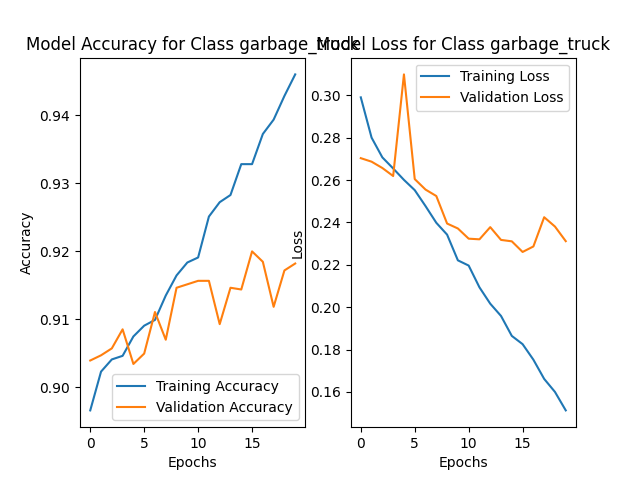 Model Accuracy for Class garbage_truck
Accuracy
0.94
0.93
0.92
0.91
0.90
Training Accuracy
Validation Accuracy
0 5 10 15
Epochs
Model Loss for Class garbage_truck
Loss
Training Loss
Validation Loss
0.30
0.28
0.26
0.24
0.22
0.20
0.18
0.16
0 5 10 15
Epochs